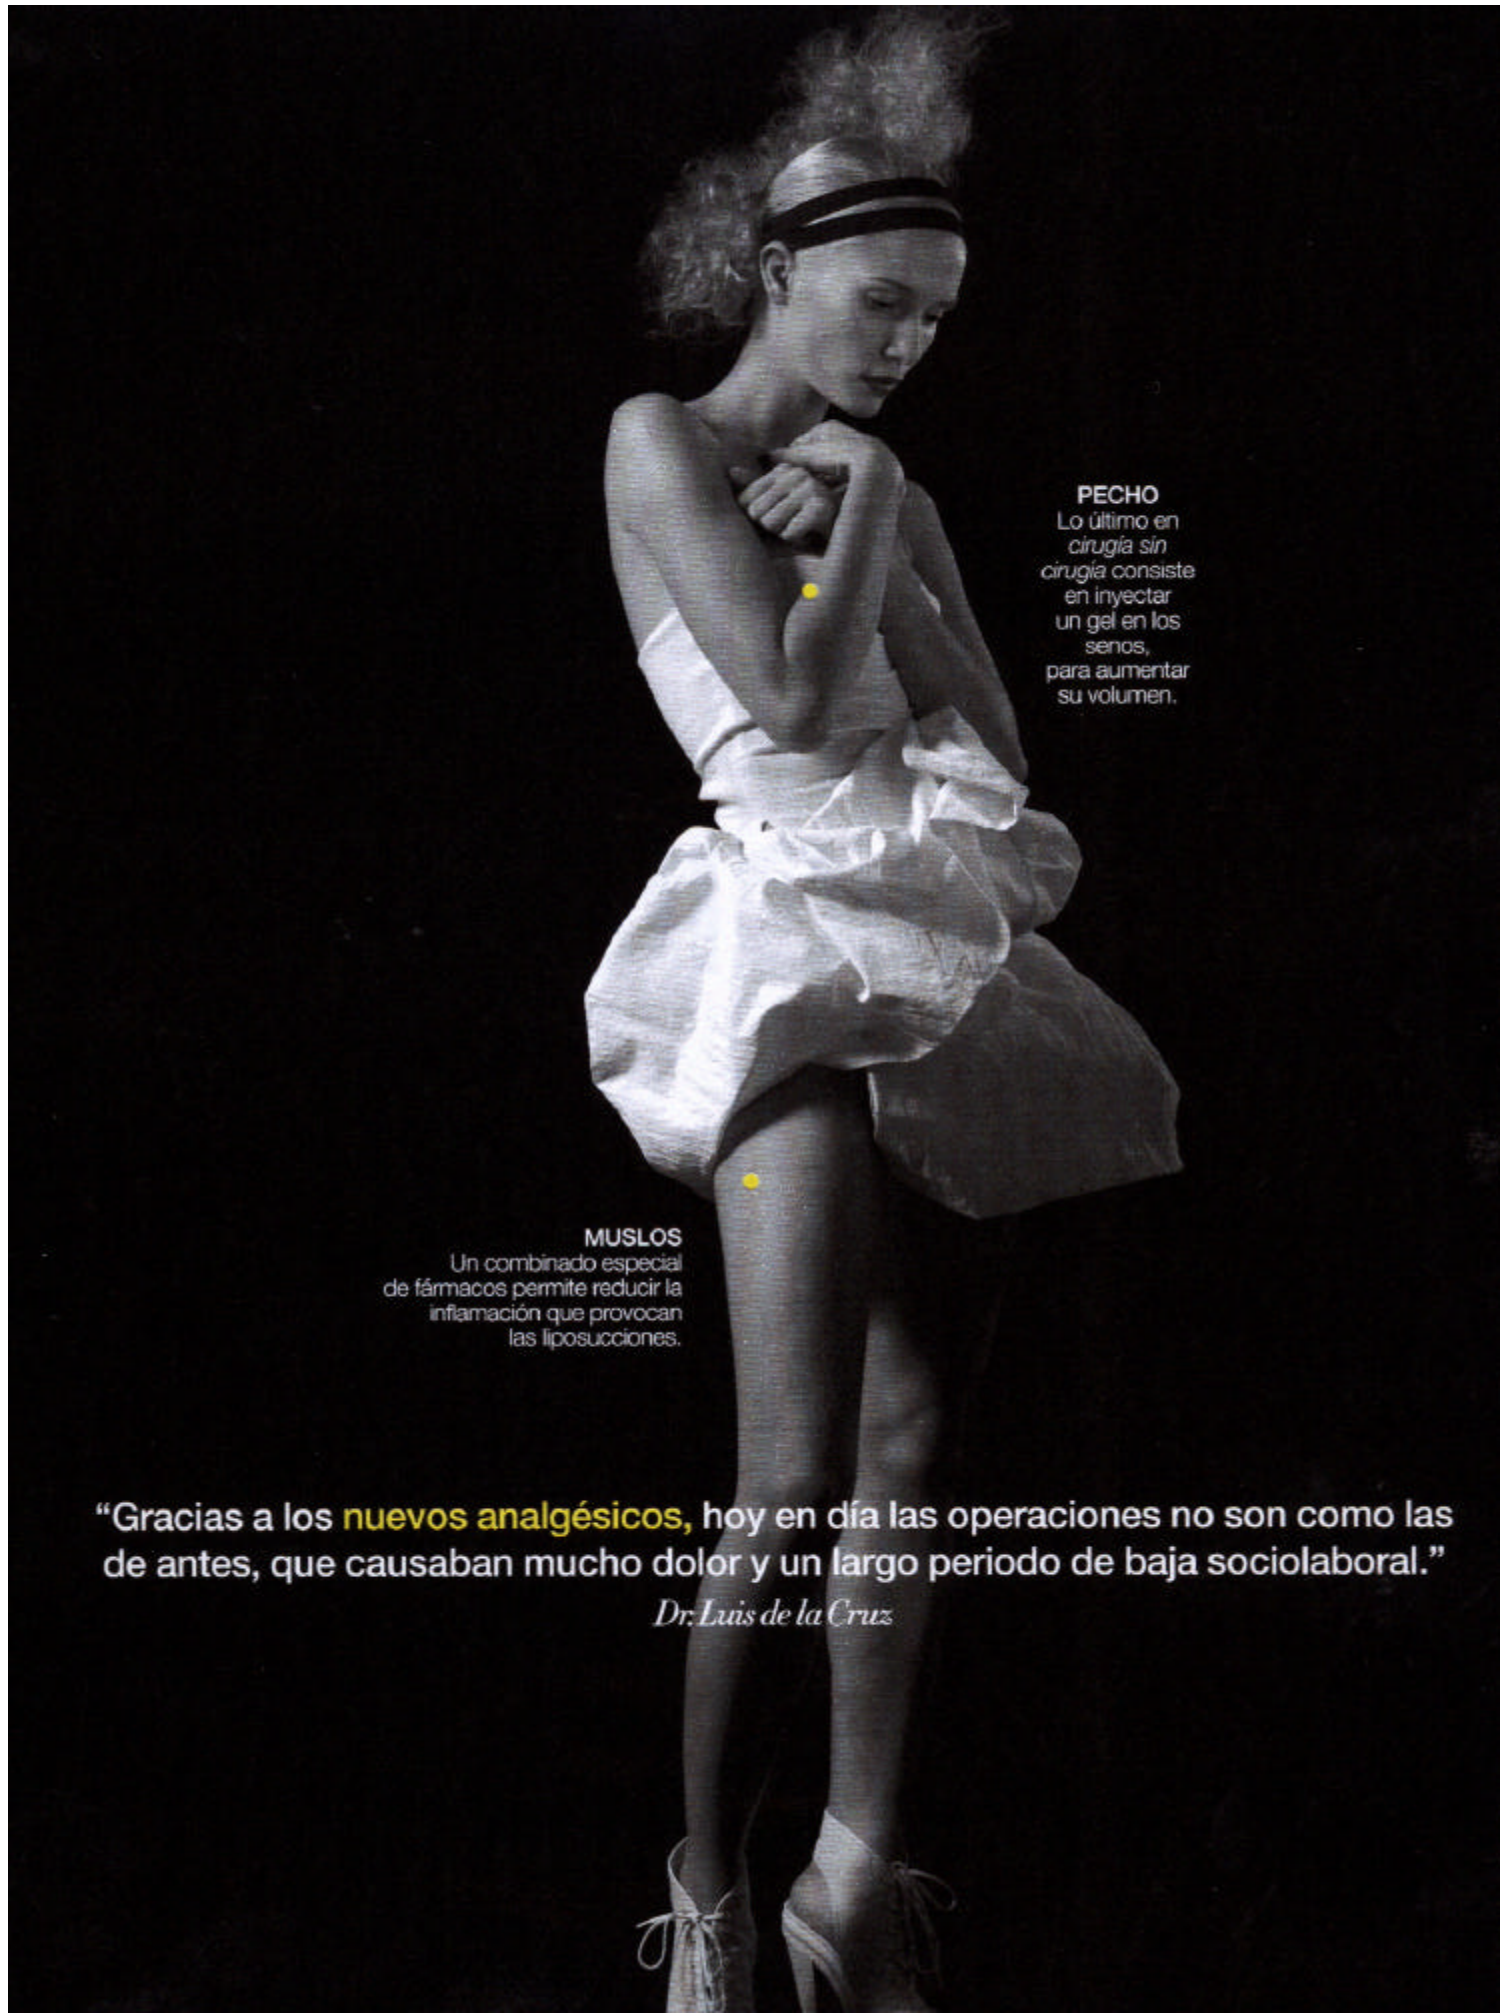 PECHO
Lo último en
cirugía sin
cirugía consiste
en inyectar
un gel en los
senos,
para aumentar
su volumen.
MUSLOS
Un combinado especial
de fármacos permite reducir la
inflamación que provocan
las liposucciones.
“Gracias a los nuevos analgésicos, hoy en día las operaciones no son como las
de antes, que causaban mucho dolor y un largo periodo de baja sociolaboral.”
Dr. Luis de la Cruz